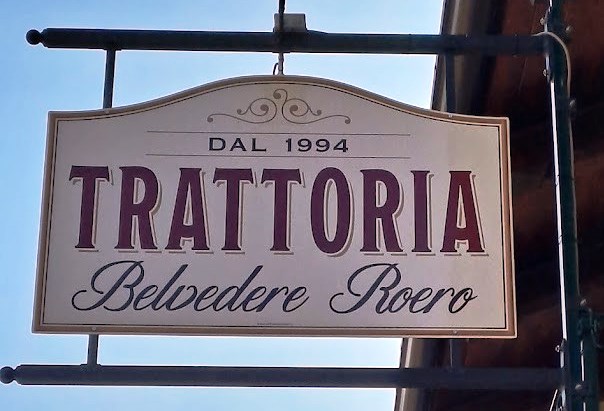 DAL 1994
TRATTORIA
Belvedere Roero